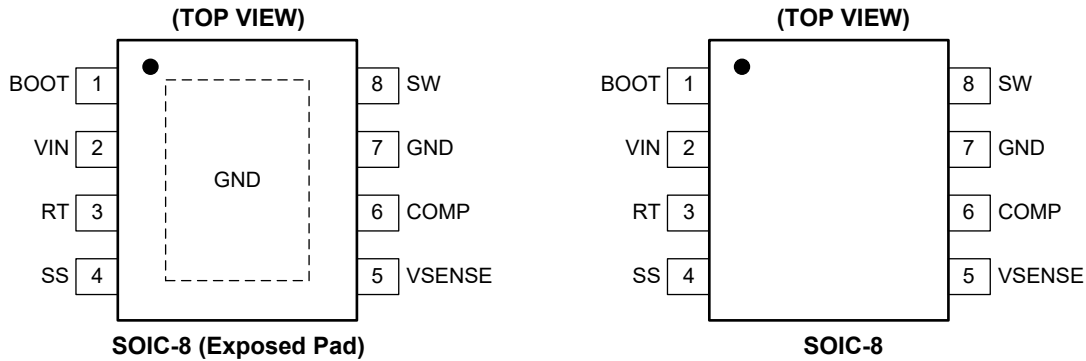 (TOP VIEW)
BOOT 1
8 SW
VIN 2
7 GND
GND
RT 3
6 COMP
SS 4
5 VSENSE
SOIC-8 (Exposed Pad)
(TOP VIEW)
BOOT 1
8 SW
VIN 2
7 GND
RT 3
6 COMP
SS 4
5 VSENSE
SOIC-8